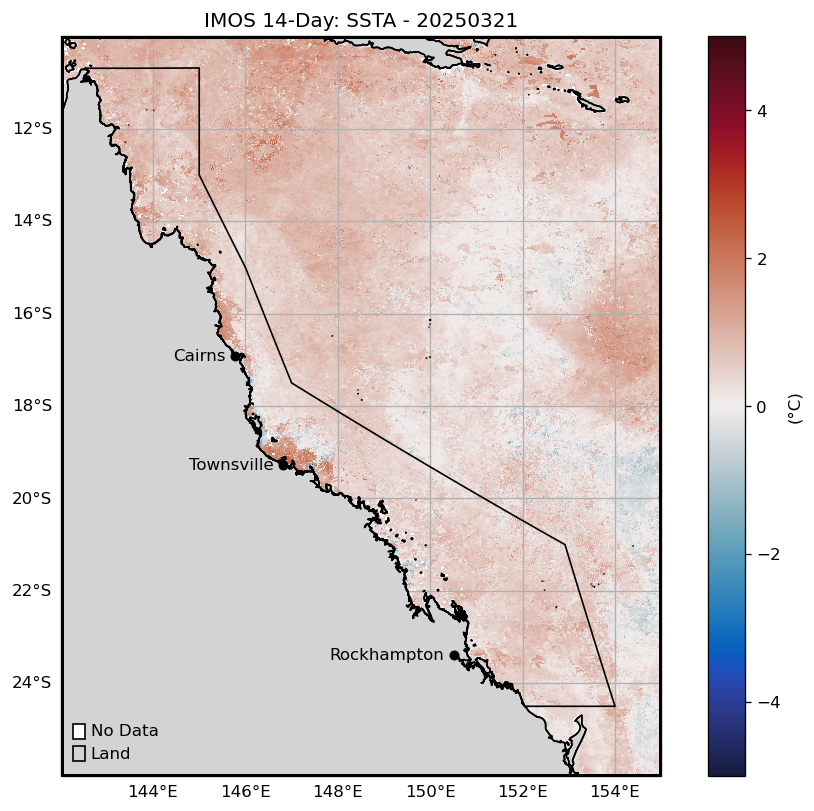 IMOS 14-Day: SSTA - 20250321
12°S
14°S
16°S
18°S
20°S
22°S
24°S
Cairns
Townsville
Rockhampton
No Data
Land
144°E 146°E 148°E 150°E 152°E 154°E
4
2
0
−2
−4
(°C)